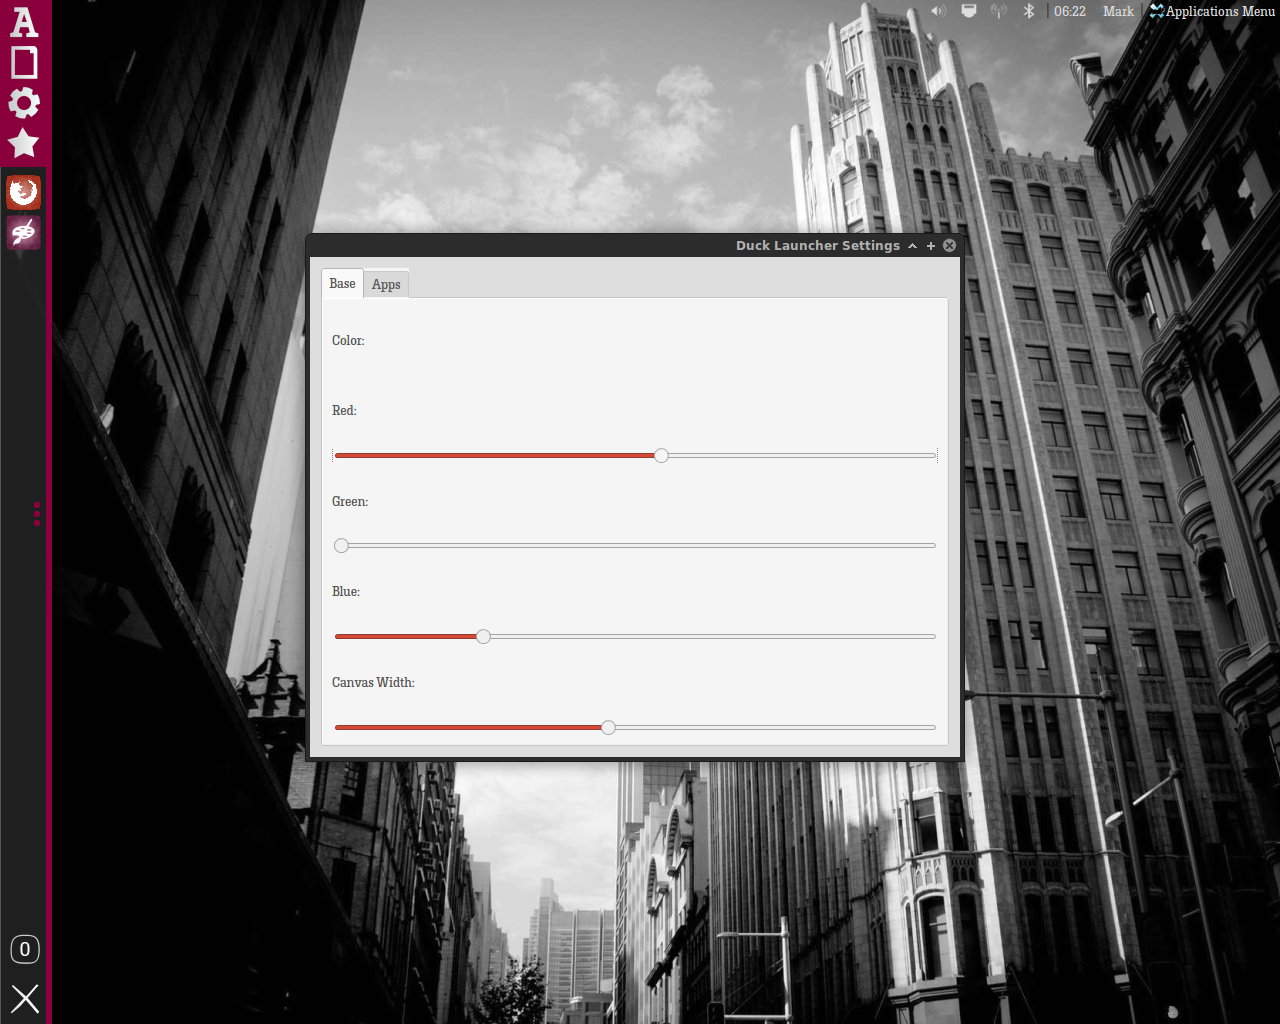 A
06:22 Mark Applications Menu
Duck Launcher Settings
Base Apps
Color:
Red:
Green:
Blue:
Canvas Width:
0